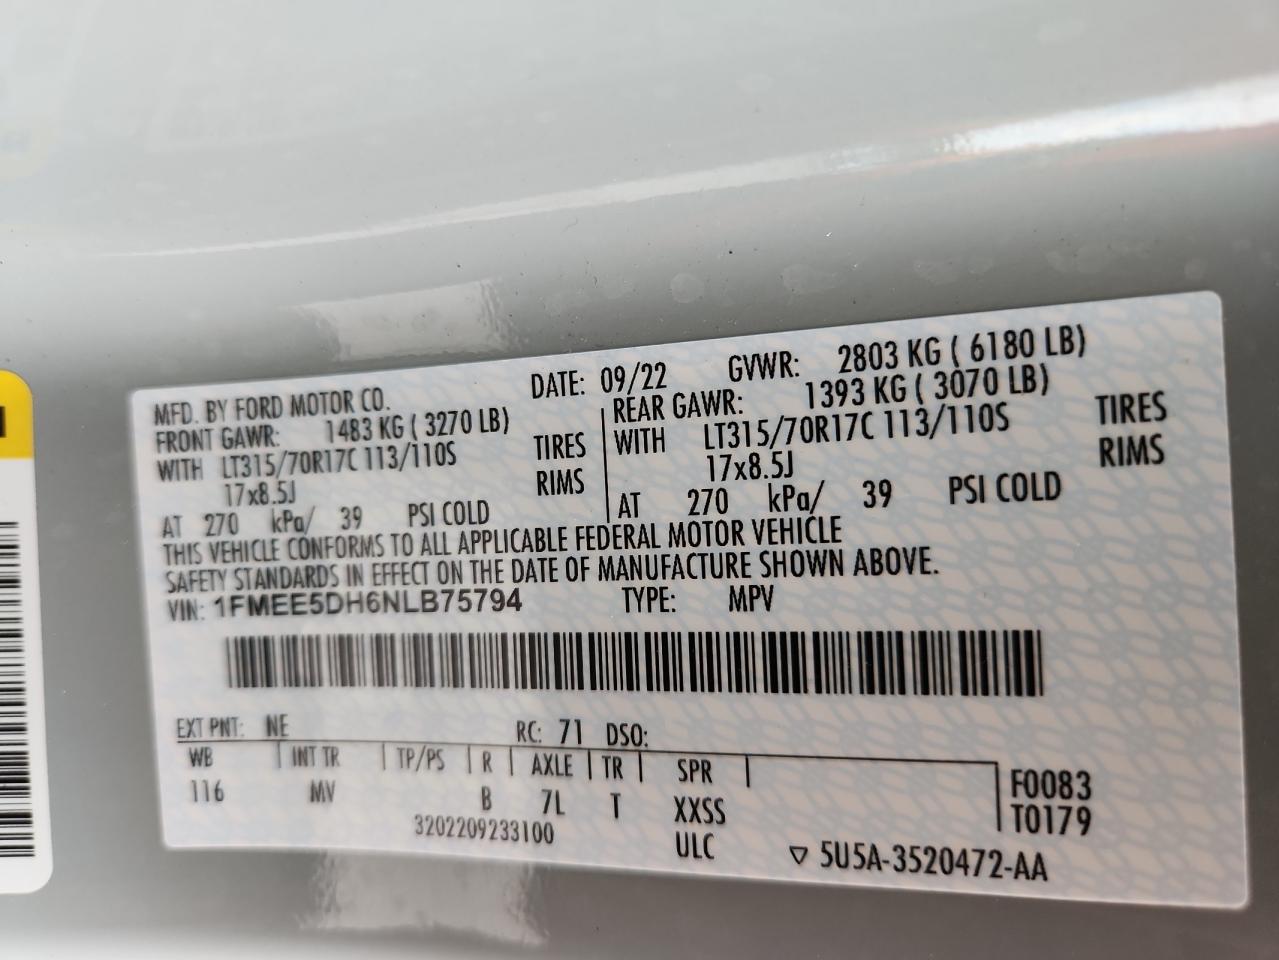 MFD. BY FORD MOTOR CO. DATE: 09/22 GVWR: 2803 KG ( 6180 LB)
FRONT GAWR: 1483 KG ( 3270 LB) REAR GAWR: 1393 KG ( 3070 LB)
WITH LT315/70R17C 113/110S TIRES WITH LT315/70R17C 113/110S TIRES
17x8.5J RIMS 17x8.5J RIMS
AT 270 kPa/ 39 PSI COLD AT 270 kPa/ 39 PSI COLD
THIS VEHICLE CONFORMS TO ALL APPLICABLE FEDERAL MOTOR VEHICLE
SAFETY STANDARDS IN EFFECT ON THE DATE OF MANUFACTURE SHOWN ABOVE.
VIN: 1FMEE5DH6NLB75794 TYPE: MPV
EXT PNT: NE RC: 71 DSO:
WB INT TR TP/PS R AXLE TR SPR F0083
116 MV B 7L T XXSS T0179
3202209233100 ULC ▽ 5U5A-3520472-AA